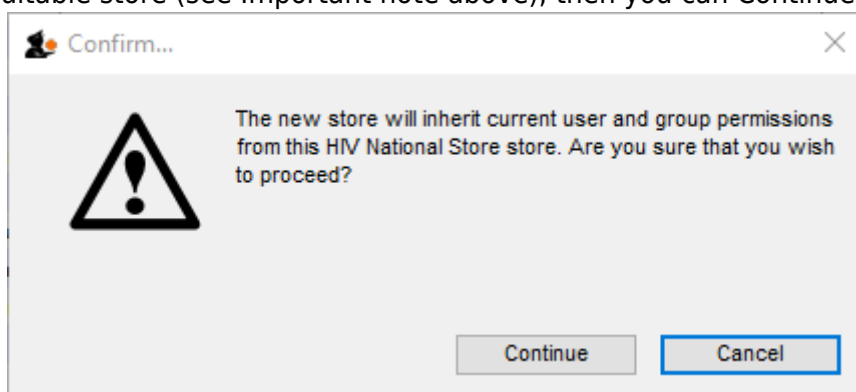 uitable store (see important note above), then you can Continue
Confirm...
The new store will inherit current user and group permissions
from this HIV National Store store. Are you sure that you wish
to proceed?
Continue
Cancel